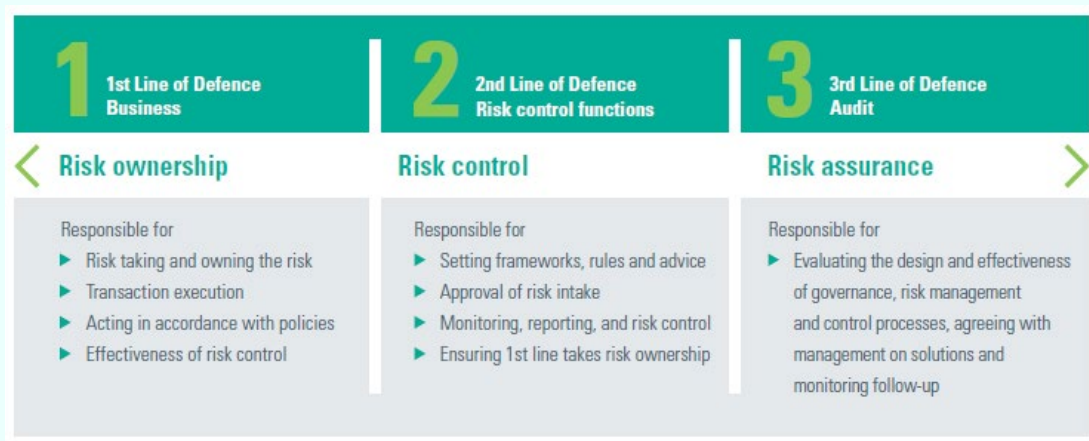 1
1st Line of Defence
Business
2
2nd Line of Defence
Risk control functions
3
3rd Line of Defence
Audit
Risk ownership
Risk control
Risk assurance
Responsible for
Risk taking and owning the risk
Transaction execution
Acting in accordance with policies
Effectiveness of risk control
Responsible for
Setting frameworks, rules and advice
Approval of risk intake
Monitoring, reporting, and risk control
Ensuring 1st line takes risk ownership
Responsible for
Evaluating the design and effectiveness
of governance, risk management
and control processes, agreeing with
management on solutions and
monitoring follow-up